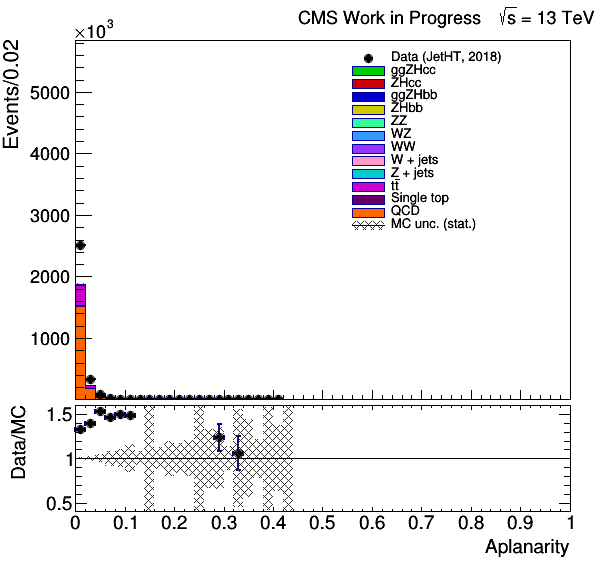 CMS Work in Progress √s = 13 TeV
×10³
Events/0.02
5000
4000
3000
2000
1000
Data (JetHT, 2018)
ggZHcc
ZHcc
ggZHbb
ZHbb
ZZ
WZ
WW
W + jets
Z + jets
tt̄
Single top
QCD
MC unc. (stat.)
Data/MC
1.5
1
0.5
0 0.1 0.2 0.3 0.4 0.5 0.6 0.7 0.8 0.9 1
Aplanarity